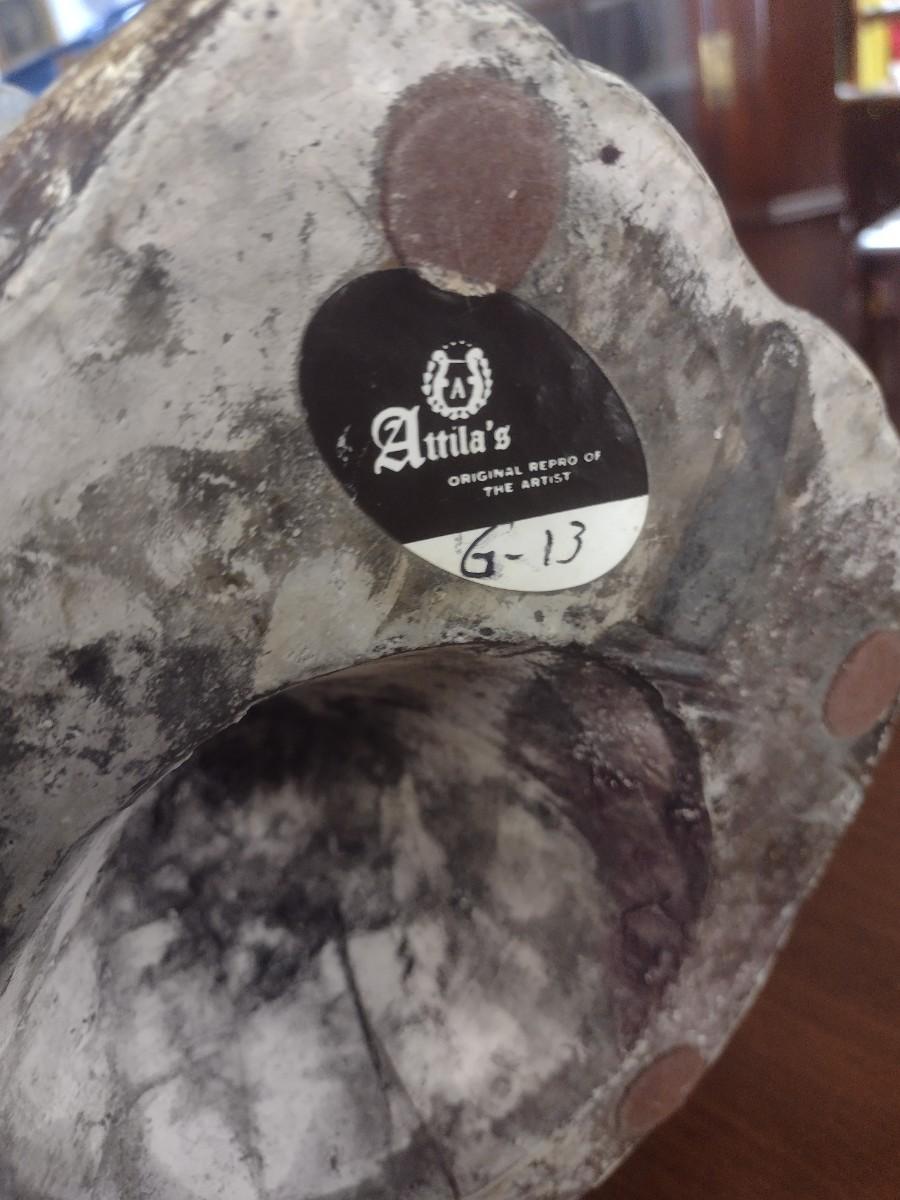 A
Attila's
ORIGINAL REPRO OF
THE ARTIST
G-13